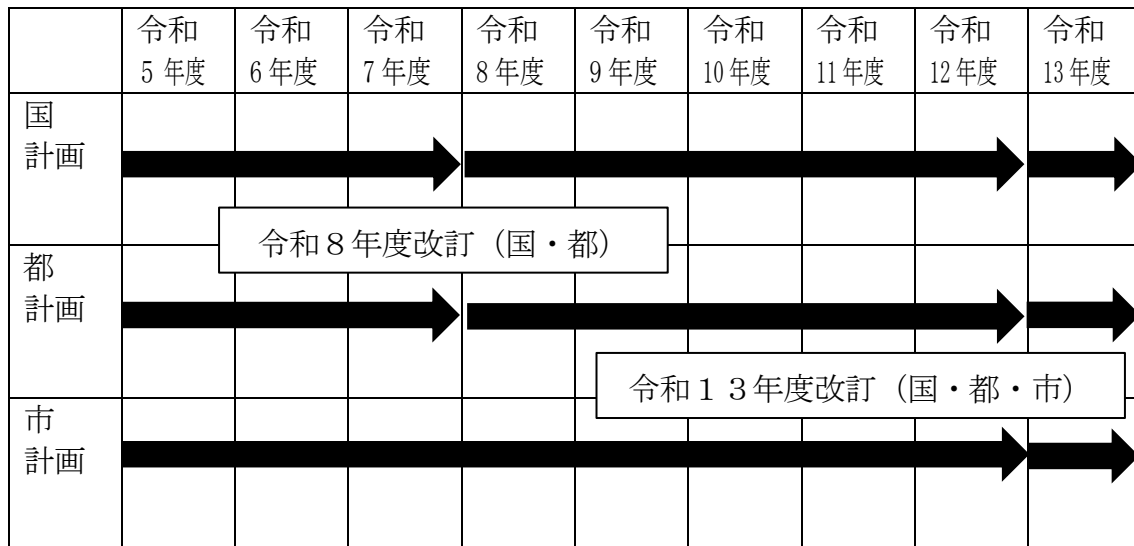 令和 令和 令和 令和 令和 令和 令和 令和 令和
5 年度 6 年度 7 年度 8 年度 9 年度 10 年度 11 年度 12 年度 13 年度
国
計画
令和８年度改訂（国・都）
都
計画
令和１３年度改訂（国・都・市）
市
計画